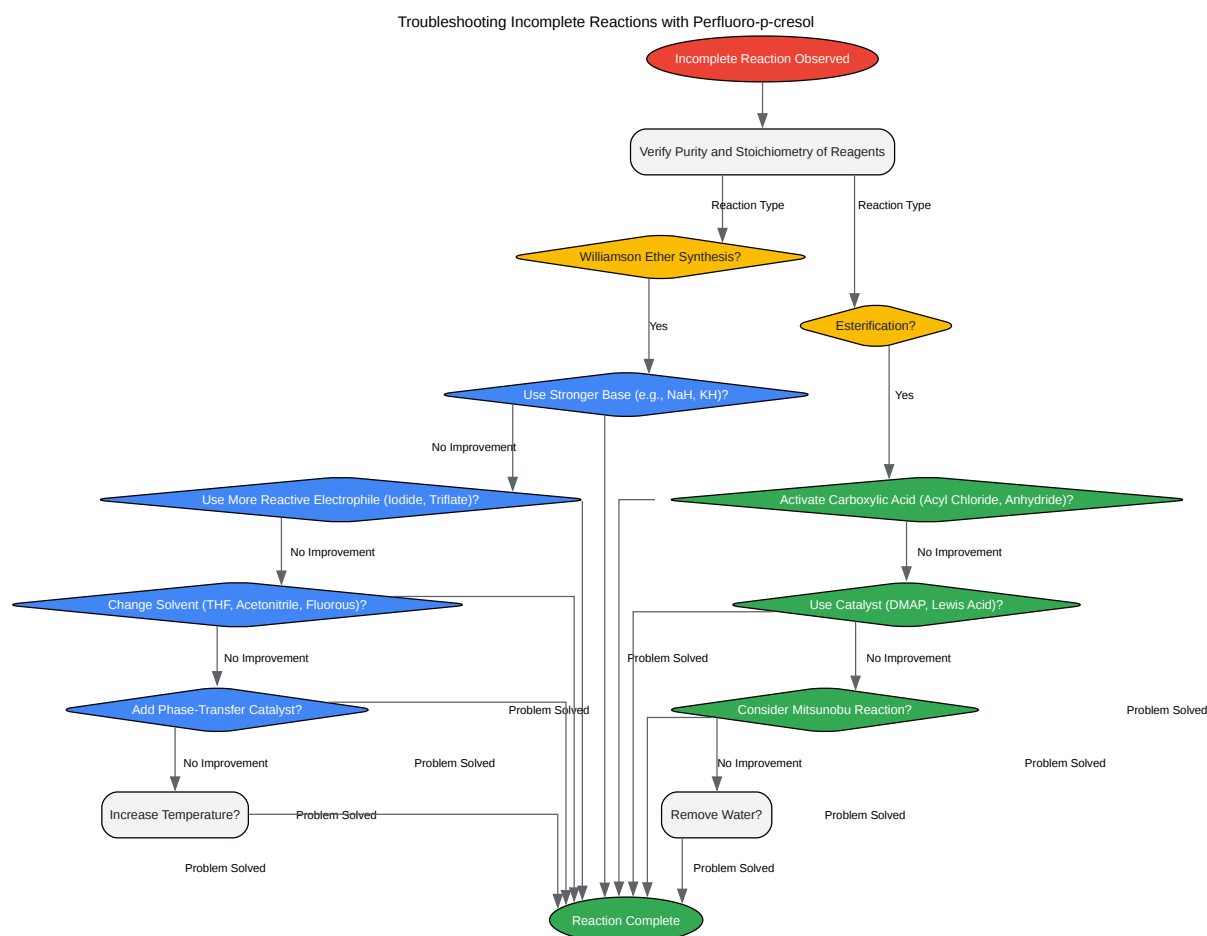 Troubleshooting Incomplete Reactions with Perfluoro-p-cresol
Incomplete Reaction Observed
Verify Purity and Stoichiometry of Reagents
Reaction Type
Reaction Type
Williamson Ether Synthesis?
Esterification?
Yes
Use Stronger Base (e.g., NaH, KH)?
Yes
No Improvement
Use More Reactive Electrophile (Iodide, Triflate)?
Activate Carboxylic Acid (Acyl Chloride, Anhydride)?
No Improvement
No Improvement
Change Solvent (THF, Acetonitrile, Fluorous)?
Use Catalyst (DMAP, Lewis Acid)?
No Improvement
Problem Solved
No Improvement
Add Phase-Transfer Catalyst?
Problem Solved
Consider Mitsunobu Reaction?
Problem Solved
No Improvement
Problem Solved
No Improvement
Problem Solved
Increase Temperature?
Problem Solved
Remove Water?
Problem Solved
Problem Solved
Problem Solved
Reaction Complete